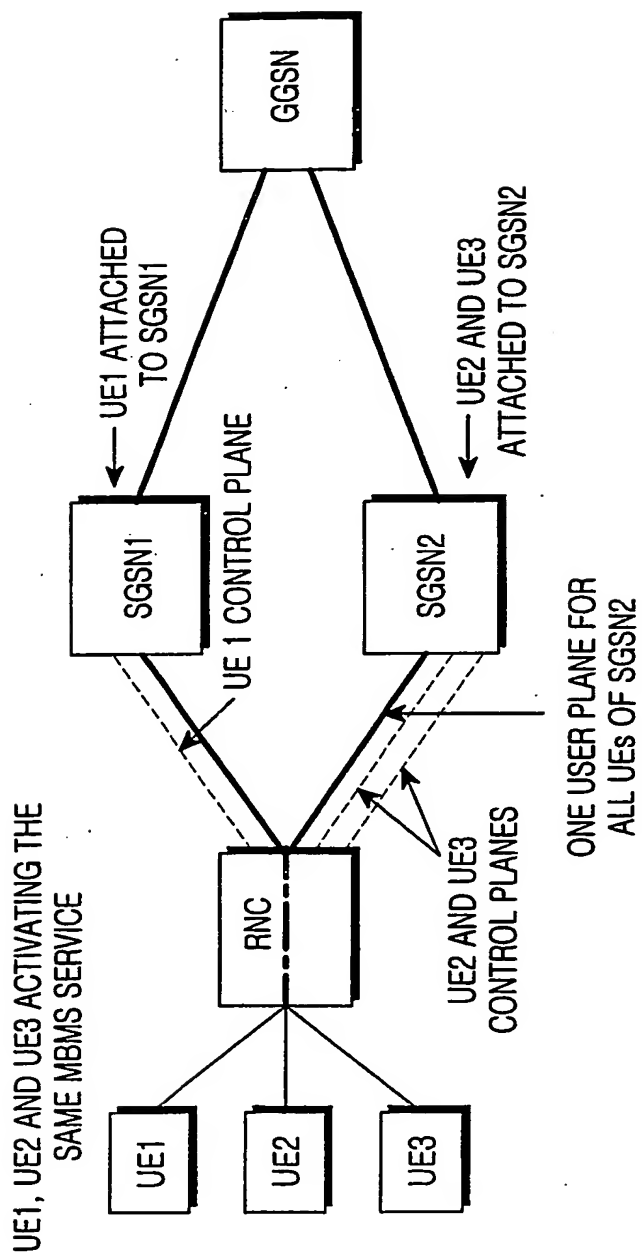 UE1, UE2 AND UE3 ACTIVATING THE
SAME MBMS SERVICE
UE1
UE2
UE3
RNC
UE 1 CONTROL PLANE
UE2 AND UE3
CONTROL PLANES
SGSN1
SGSN2
UE1 ATTACHED
TO SGSN1
UE2 AND UE3
ATTACHED TO SGSN2
ONE USER PLANE FOR
ALL UEs OF SGSN2
GGSN